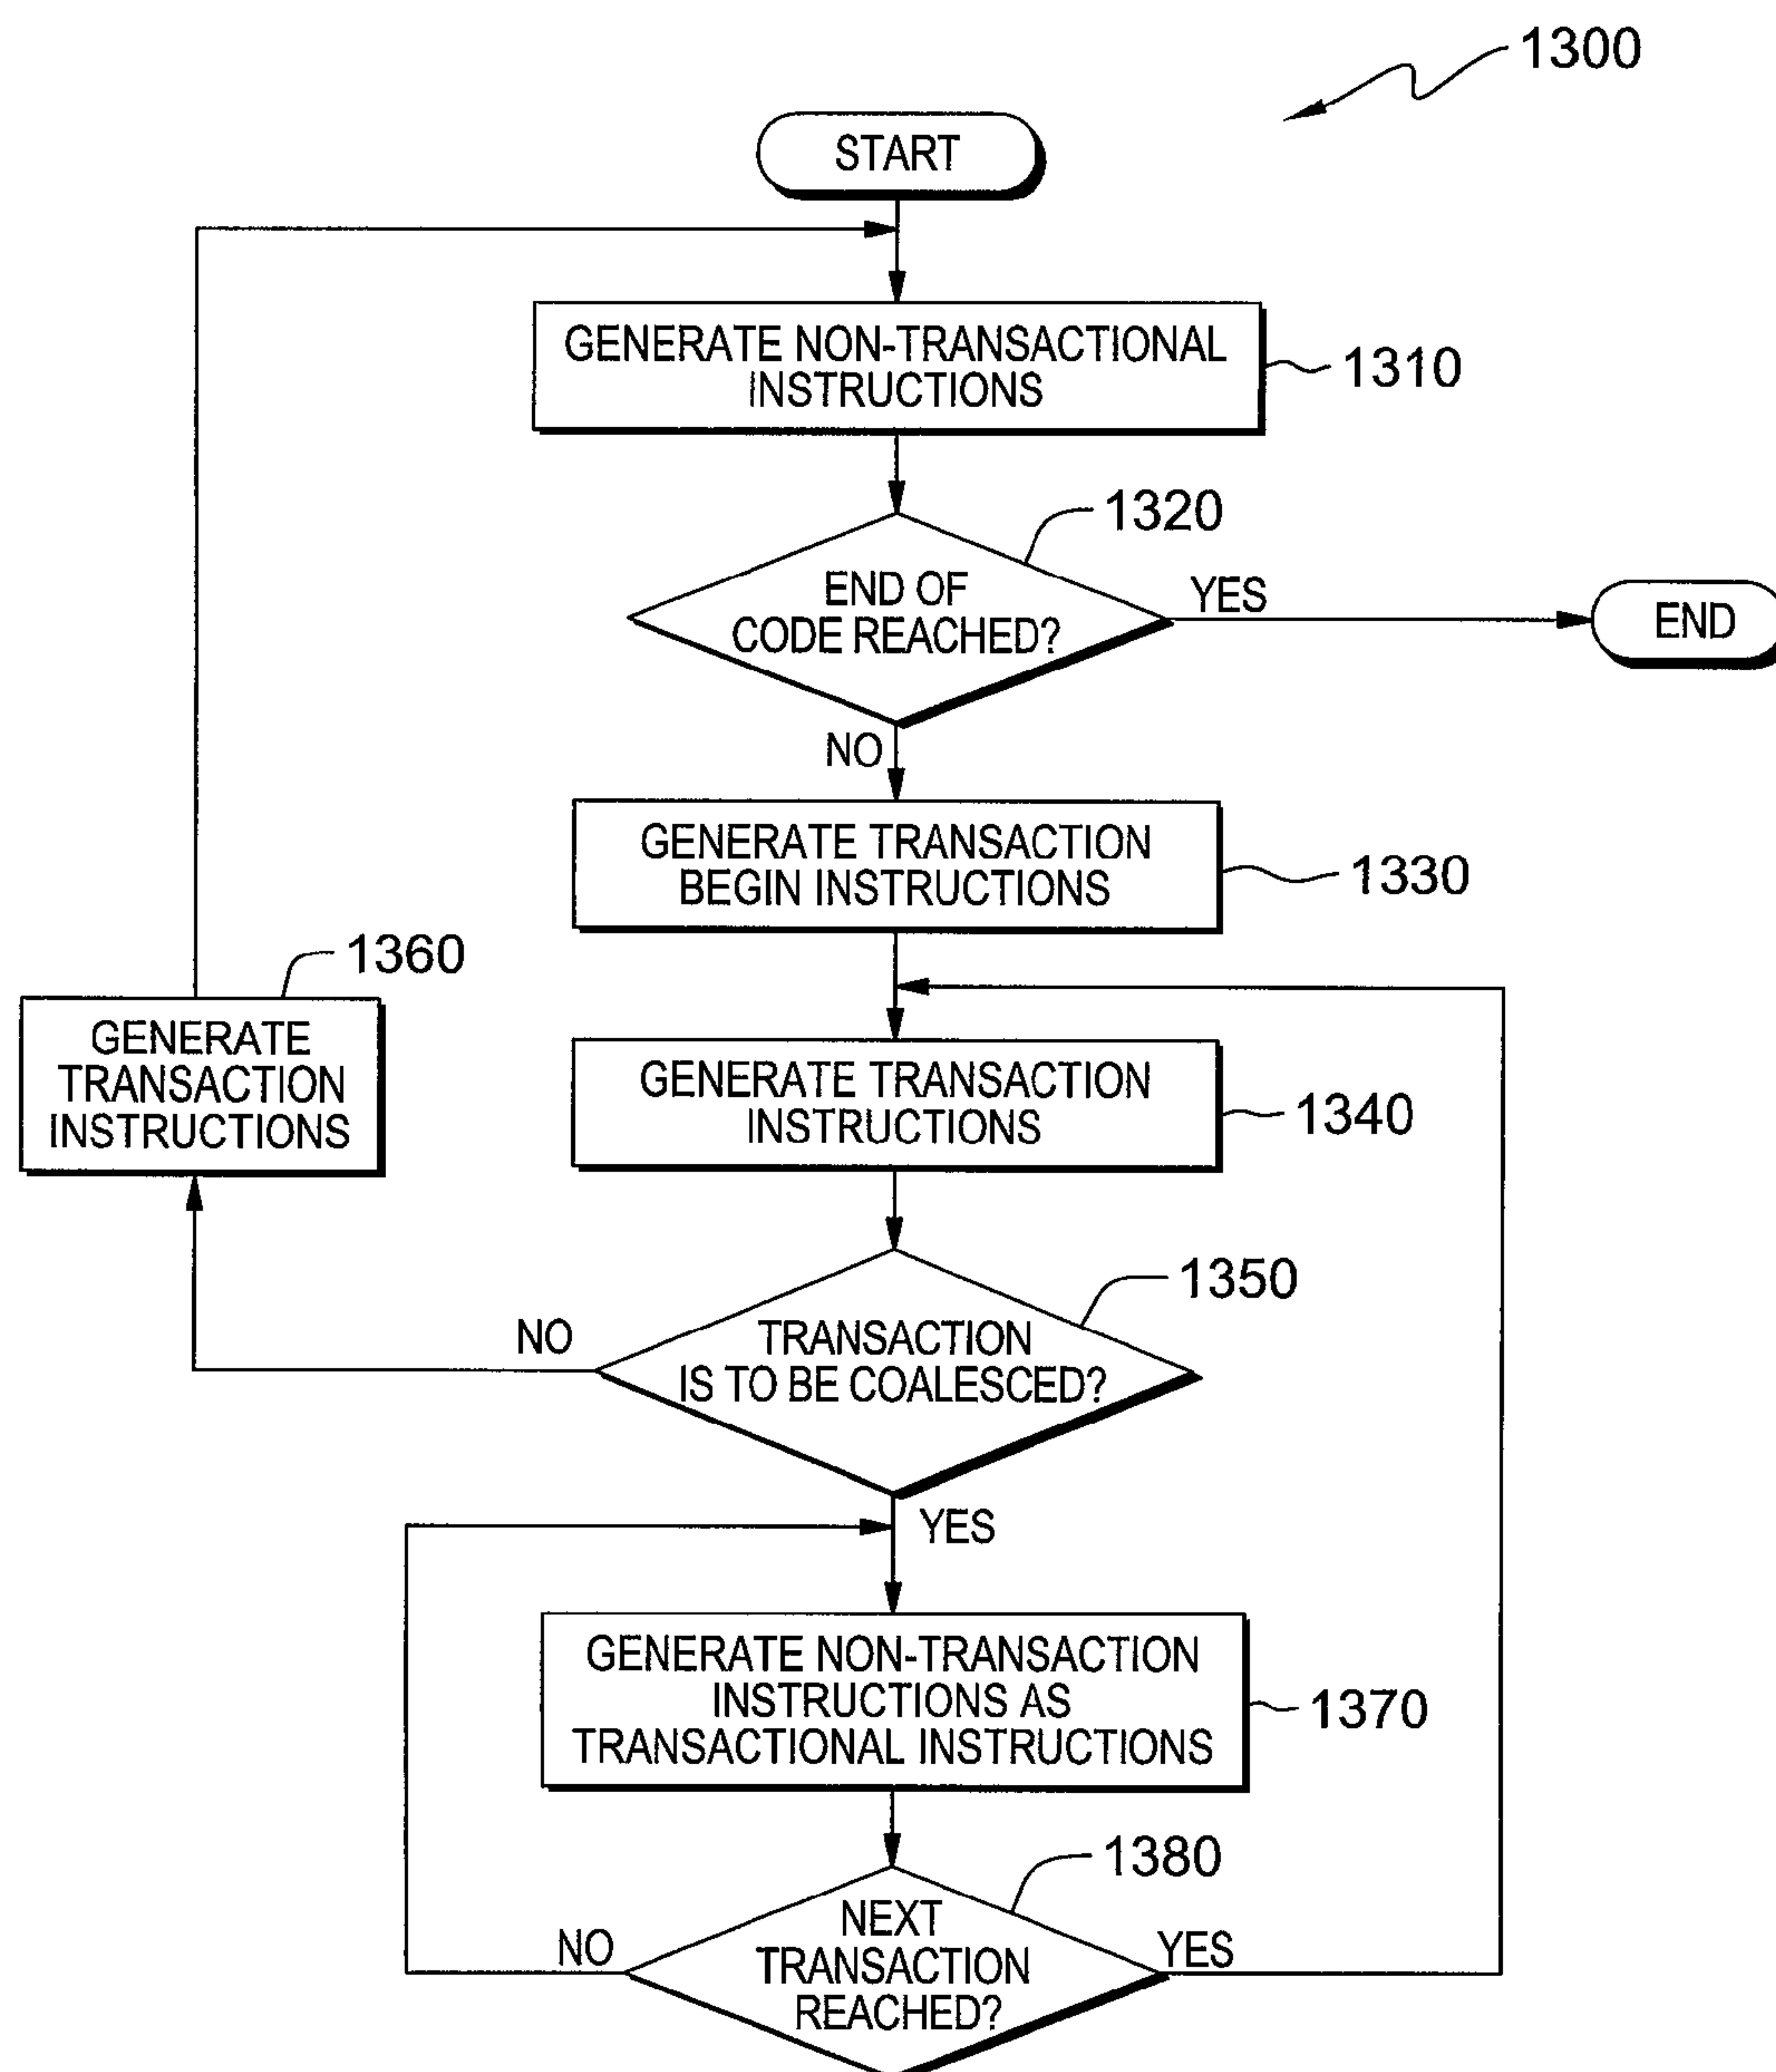 1300
START
GENERATE NON-TRANSACTIONAL
INSTRUCTIONS
1310
1320
END OF
CODE REACHED?
YES
END
NO
GENERATE TRANSACTION
BEGIN INSTRUCTIONS
1330
1360
GENERATE
TRANSACTION
INSTRUCTIONS
GENERATE TRANSACTION
INSTRUCTIONS
1340
1350
NO
TRANSACTION
IS TO BE COALESCED?
YES
GENERATE NON-TRANSACTION
INSTRUCTIONS AS
TRANSACTIONAL INSTRUCTIONS
1370
1380
NO
NEXT
TRANSACTION
REACHED?
YES